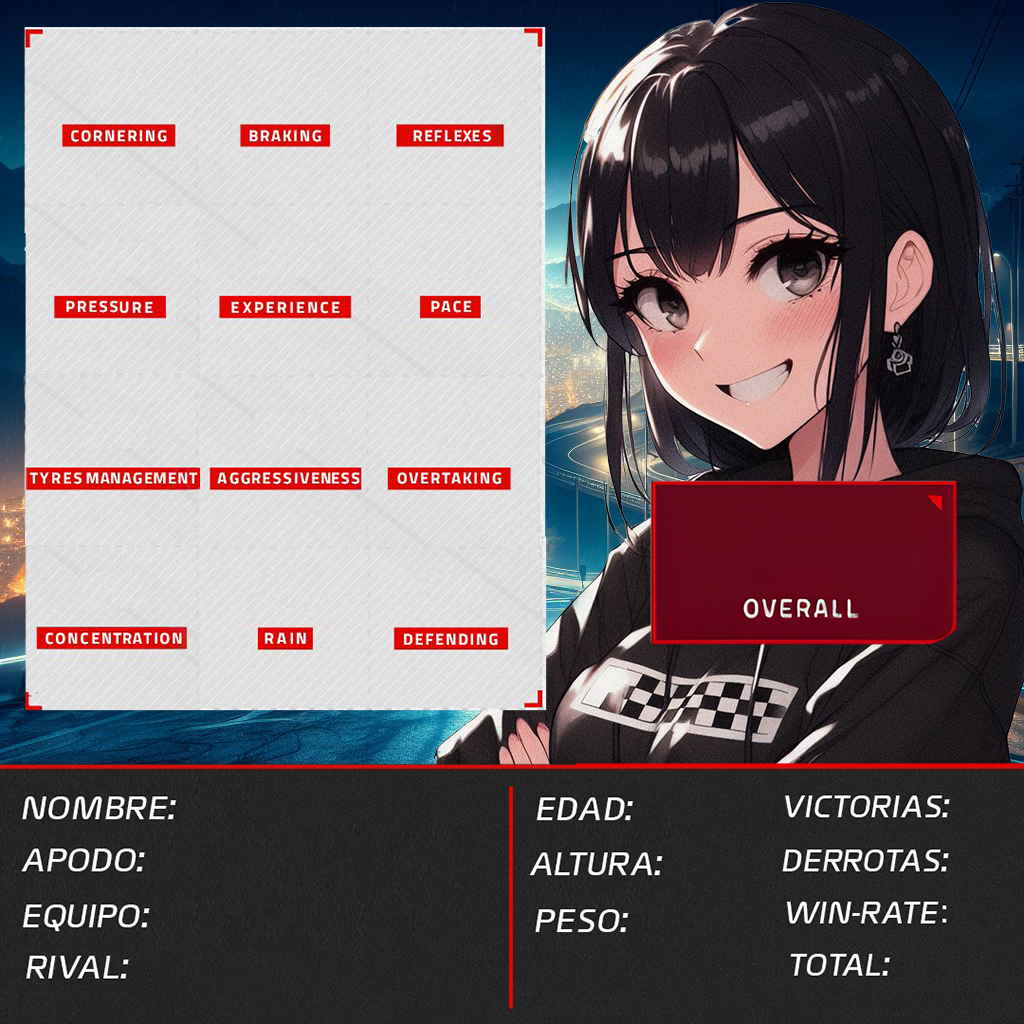 CORNERING BRAKING REFLEXES
PRESSURE EXPERIENCE PACE
TYRES MANAGEMENT AGGRESSIVENESS OVERTAKING
OVERALL
CONCENTRATION RAIN DEFENDING
NOMBRE:
APODO:
EQUIPO:
RIVAL:
EDAD:
ALTURA:
PESO:
VICTORIAS:
DERROTAS:
WIN-RATE:
TOTAL: